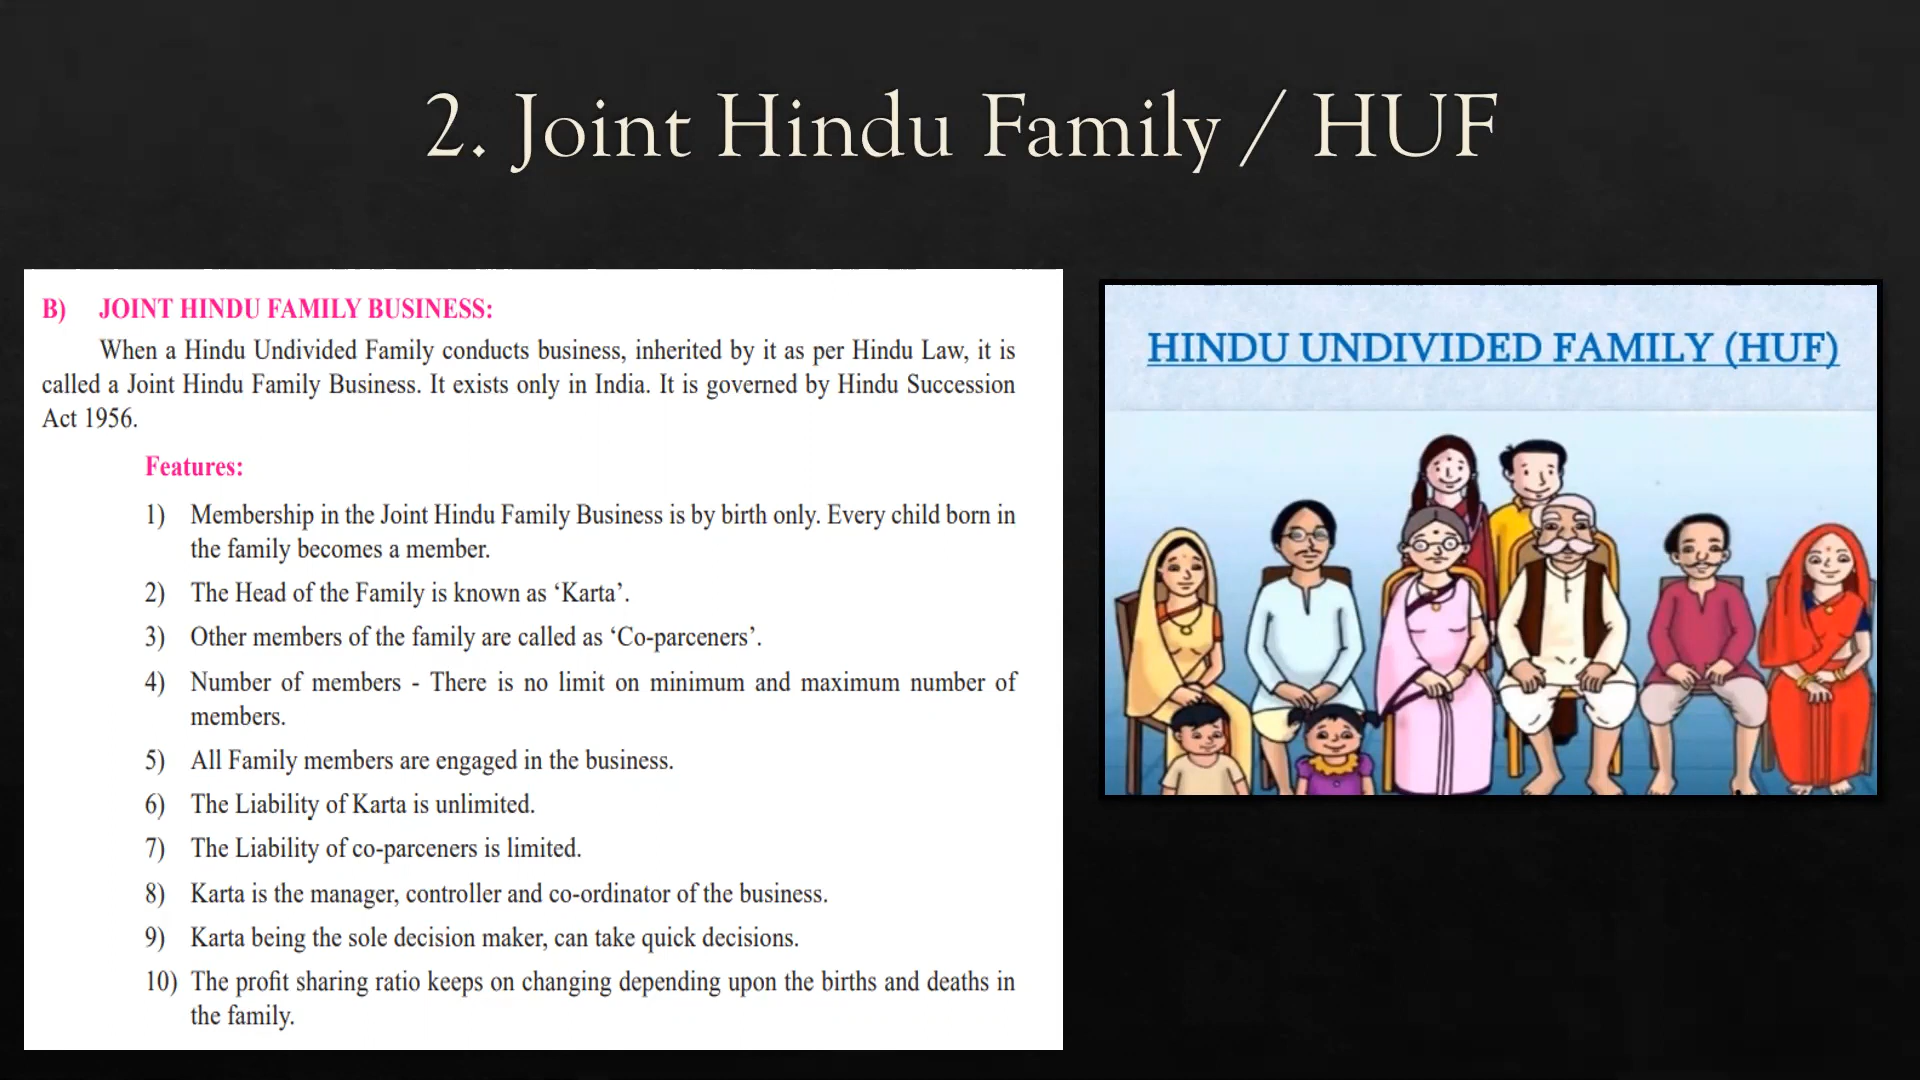 2. Joint Hindu Family / HUF
B) JOINT HINDU FAMILY BUSINESS:
When a Hindu Undivided Family conducts business, inherited by it as per Hindu Law, it is
called a Joint Hindu Family Business. It exists only in India. It is governed by Hindu Succession
Act 1956.
Features:
1) Membership in the Joint Hindu Family Business is by birth only. Every child born in
the family becomes a member.
2) The Head of the Family is known as ‘Karta’.
3) Other members of the family are called as ‘Co-parceners’.
4) Number of members - There is no limit on minimum and maximum number of
members.
5) All Family members are engaged in the business.
6) The Liability of Karta is unlimited.
7) The Liability of co-parceners is limited.
8) Karta is the manager, controller and co-ordinator of the business.
9) Karta being the sole decision maker, can take quick decisions.
10) The profit sharing ratio keeps on changing depending upon the births and deaths in
the family.
HINDU UNDIVIDED FAMILY (HUF)